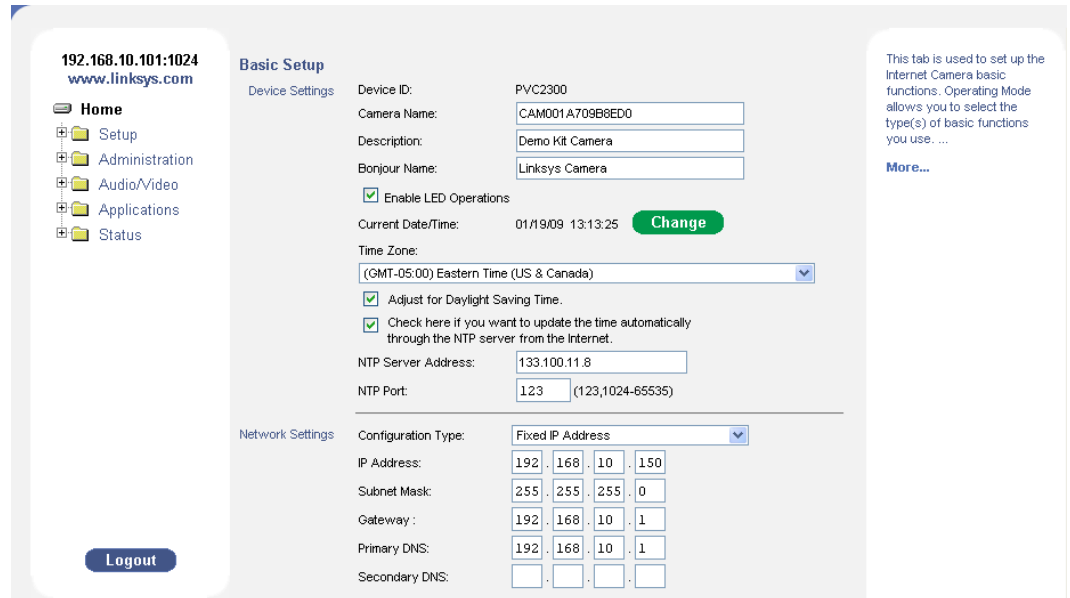 192.168.10.101:1024
www.linksys.com
Home
Setup
Administration
Audio/Video
Applications
Status
Logout
Basic Setup
Device Settings
Device ID: PVC2300
Camera Name: CAM001A709B8ED0
Description: Demo Kit Camera
Bonjour Name: Linksys Camera
Enable LED Operations
Current Date/Time: 01/19/09 13:13:25 Change
Time Zone:
(GMT-05:00) Eastern Time (US & Canada)
Adjust for Daylight Saving Time.
Check here if you want to update the time automatically
through the NTP server from the Internet.
NTP Server Address: 133.100.11.8
NTP Port: 123 (123,1024-65535)
Network Settings
Configuration Type: Fixed IP Address
IP Address: 192 . 168 . 10 . 150
Subnet Mask: 255 . 255 . 255 . 0
Gateway : 192 . 168 . 10 . 1
Primary DNS: 192 . 168 . 10 . 1
Secondary DNS: . . .
This tab is used to set up the
Internet Camera basic
functions. Operating Mode
allows you to select the
type(s) of basic functions
you use. ...
More...